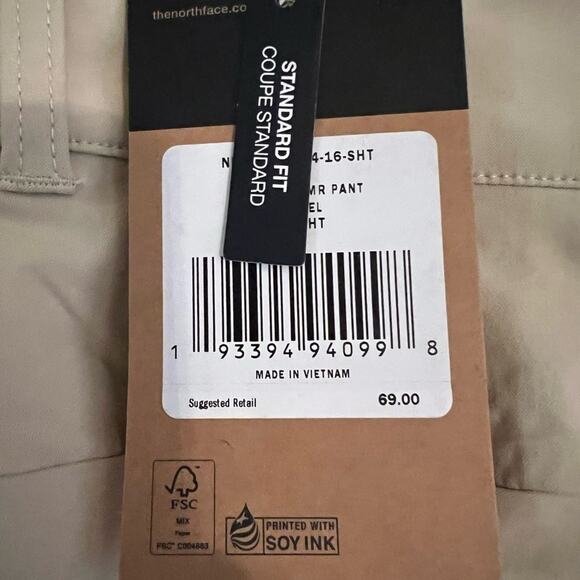 thenorthface.co
STANDARD FIT
COUPE STANDARD
N 4-16-SHT
MR PANT
EL
HT
1 93394 94099 8
MADE IN VIETNAM
Suggested Retail 69.00
FSC
MIX
Paper
FSC® C004883
PRINTED WITH
SOY INK